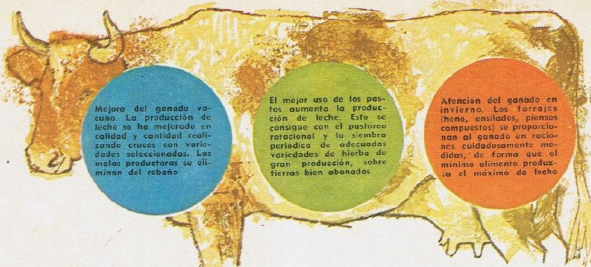 Mejora del ganado va-
cuno. La producción de
leche se ha mejorado en
calidad y cantidad reali-
zando cruces con varie-
dades seleccionadas. Las
malas productoras se eli-
minan del rebaño
El mejor uso de los pas-
tos aumenta la produc-
ción de leche. Esto se
consigue con el pastoreo
rotacional y la siembra
periódica de adecuadas
variedades de hierba de
gran producción, sobre
tierras bien abonadas
Atención del ganado en
invierno. Los forrajes
(heno, ensilados, piensos
compuestos) se proporcio-
nan al ganado en racio-
nes cuidadosamente me-
didas, de forma que el
mínimo alimento produz-
ca el máximo de leche